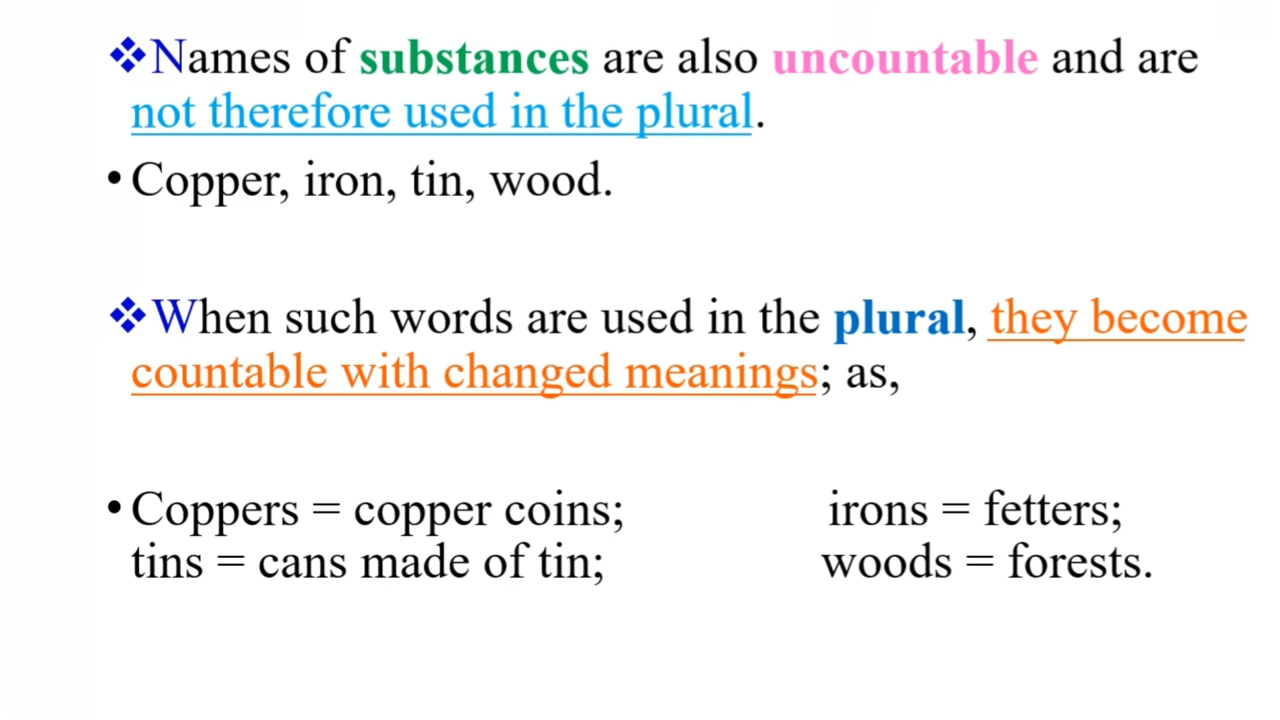 ❖Names of substances are also uncountable and are
not therefore used in the plural.
• Copper, iron, tin, wood.
❖When such words are used in the plural, they become
countable with changed meanings; as,
• Coppers = copper coins; irons = fetters;
tins = cans made of tin; woods = forests.